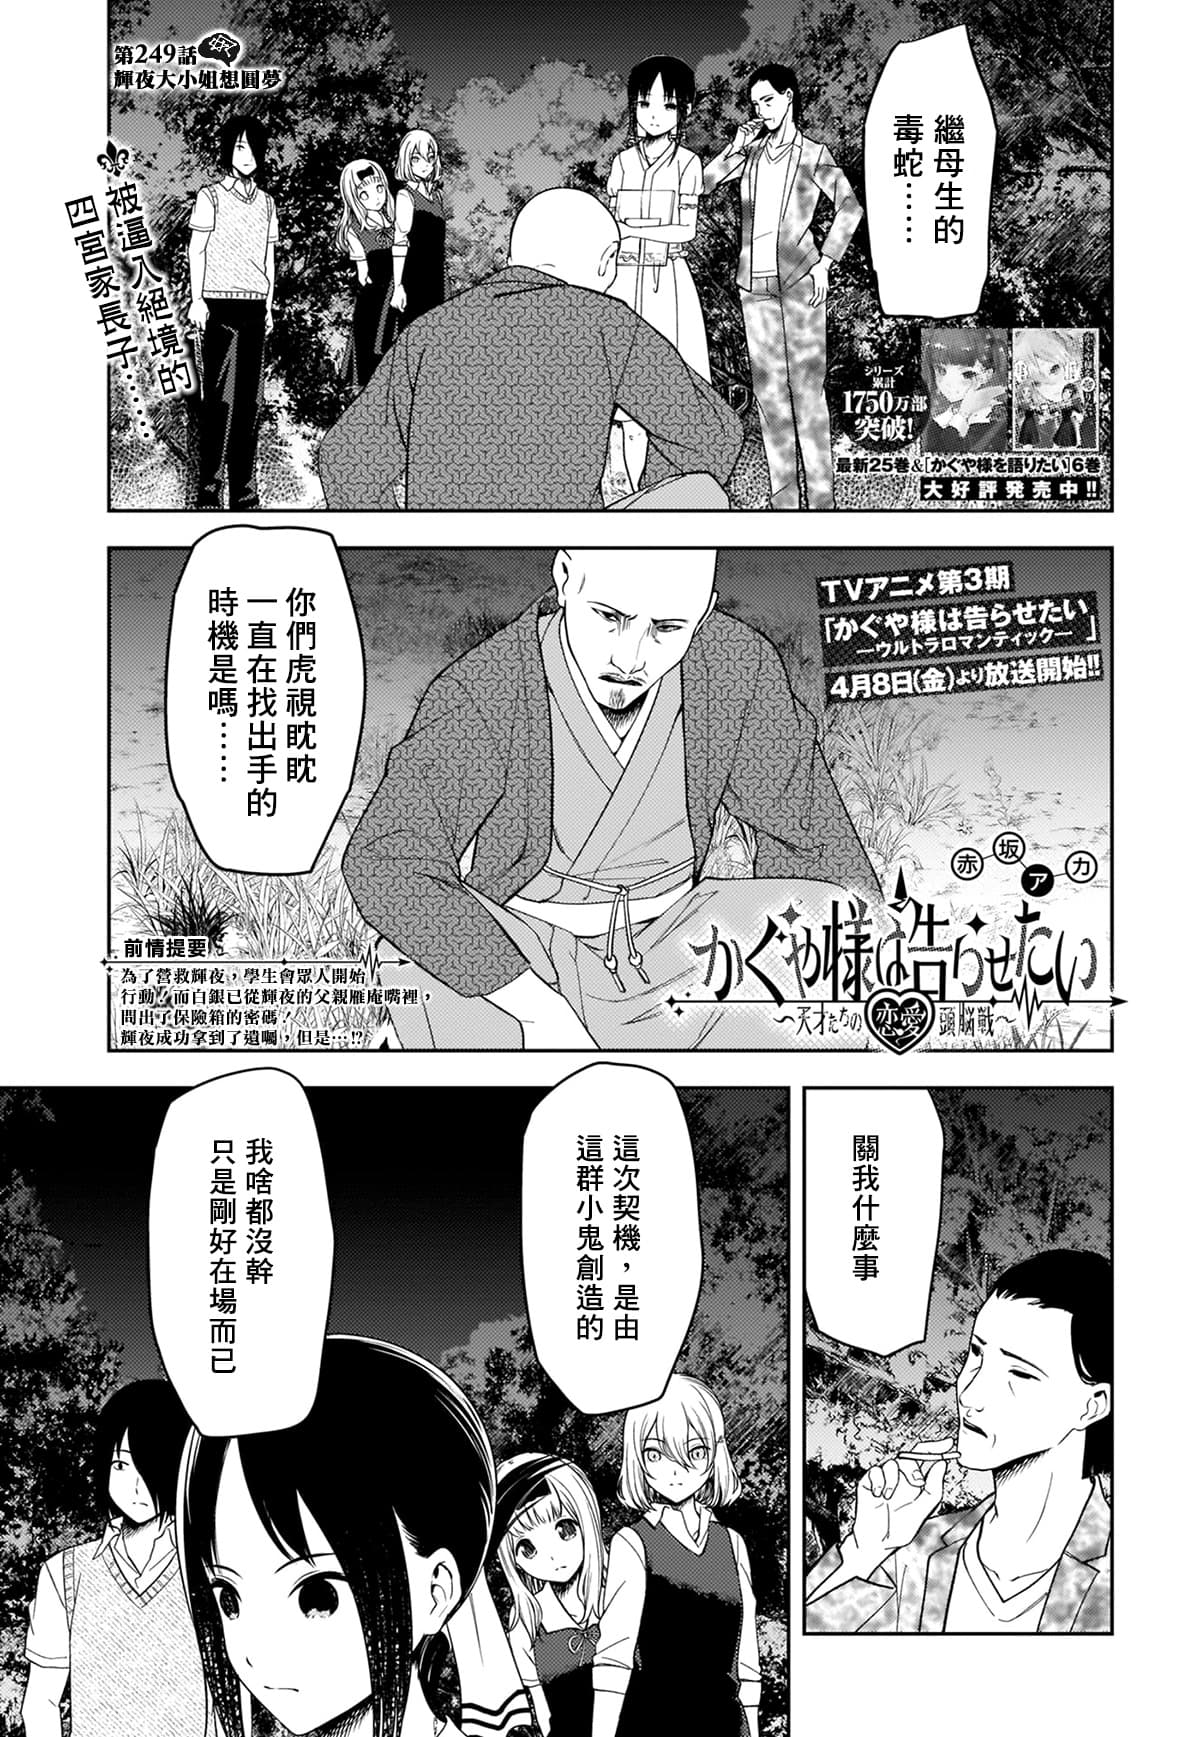 第249話
輝夜大小姐想圓夢
繼母生的
毒蛇……
被逼入絕境的
四宮家長子……
シリーズ
累計
1750万部
突破!
最新25巻&[かぐや様を語りたい]6巻
大好評発売中!!
你們虎視眈眈
一直在找出手的
時機是嗎……
TVアニメ第3期
「かぐや様は告らせたい
―ウルトラロマンティック―」
4月8日(金)より放送開始!!
赤坂アカ
かぐや様は告らせたい
～天才たちの恋愛頭脳戦～
前情提要
為了營救輝夜，學生會眾人開始
行動！而白銀已從輝夜的父親雁庵嘴裡，
問出了保險箱的密碼！
輝夜成功拿到了遺囑，但是…!?
關我什麼事
這次契機，是由
這群小鬼創造的
我啥都沒幹
只是剛好在場而已